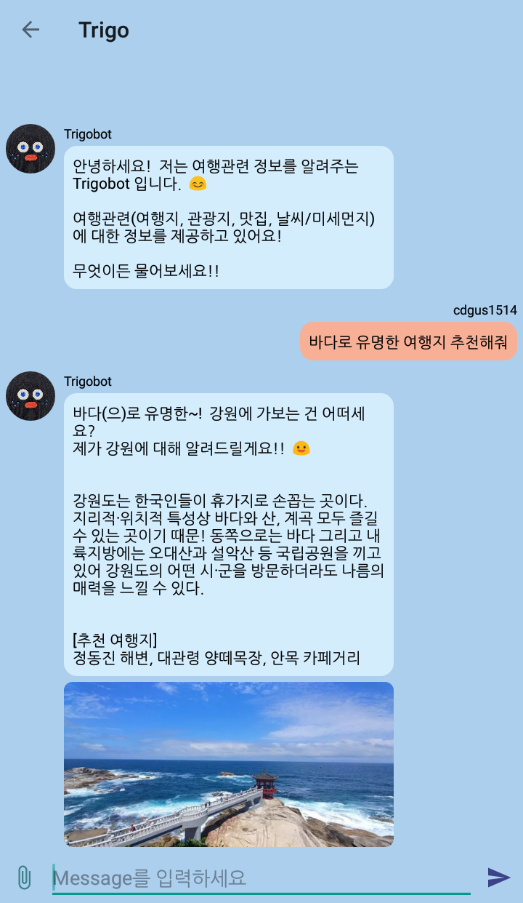 Trigo
Trigobot
안녕하세요! 저는 여행관련 정보를 알려주는
Trigobot 입니다. 😊
여행관련(여행지, 관광지, 맛집, 날씨/미세먼지)
에 대한 정보를 제공하고 있어요!
무엇이든 물어보세요!!
cdgus1514
바다로 유명한 여행지 추천해줘
Trigobot
바다(으)로 유명한~! 강원에 가보는 건 어떠세
요?
제가 강원에 대해 알려드릴게요!!
강원도는 한국인들이 휴가지로 손꼽는 곳이다.
지리적·위치적 특성상 바다와 산, 계곡 모두 즐길
수 있는 곳이기 때문! 동쪽으로는 바다 그리고 내
륙지방에는 오대산과 설악산 등 국립공원을 끼고
있어 강원도의 어떤 시·군을 방문하더라도 나름의
매력을 느낄 수 있다.
[추천 여행지]
정동진 해변, 대관령 양떼목장, 안목 카페거리
Message를 입력하세요